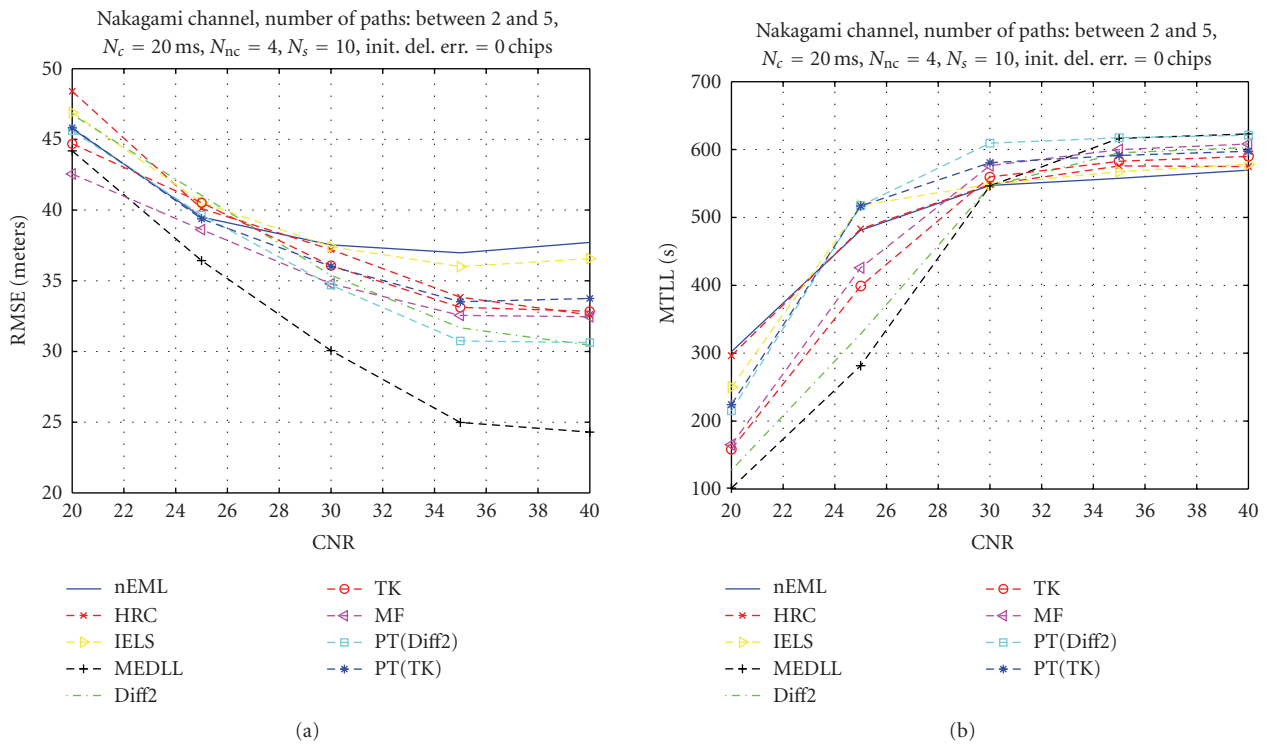 Nakagami channel, number of paths: between 2 and 5,
N_c = 20 ms, N_nc = 4, N_s = 10, init. del. err. = 0 chips
50
45
40
35
30
25
20
RMSE (meters)
20 22 24 26 28 30 32 34 36 38 40
CNR
nEML
HRC
IELS
MEDLL
Diff2
TK
MF
PT(Diff2)
PT(TK)
(a)
Nakagami channel, number of paths: between 2 and 5,
N_c = 20 ms, N_nc = 4, N_s = 10, init. del. err. = 0 chips
700
600
500
400
300
200
100
MTLL (s)
20 22 24 26 28 30 32 34 36 38 40
CNR
nEML
HRC
IELS
MEDLL
Diff2
TK
MF
PT(Diff2)
PT(TK)
(b)